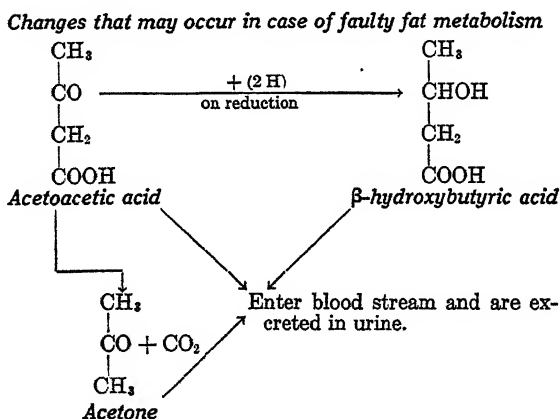 Changes that may occur in case of faulty fat metabolism
CH₃ CH₃
+ (2 H)
CO CHOH
on reduction
CH₂ CH₂
COOH COOH
Acetoacetic acid β-hydroxybutyric acid
CH₃ Enter blood stream and are ex-
creted in urine.
CO + CO₂
CH₃
Acetone